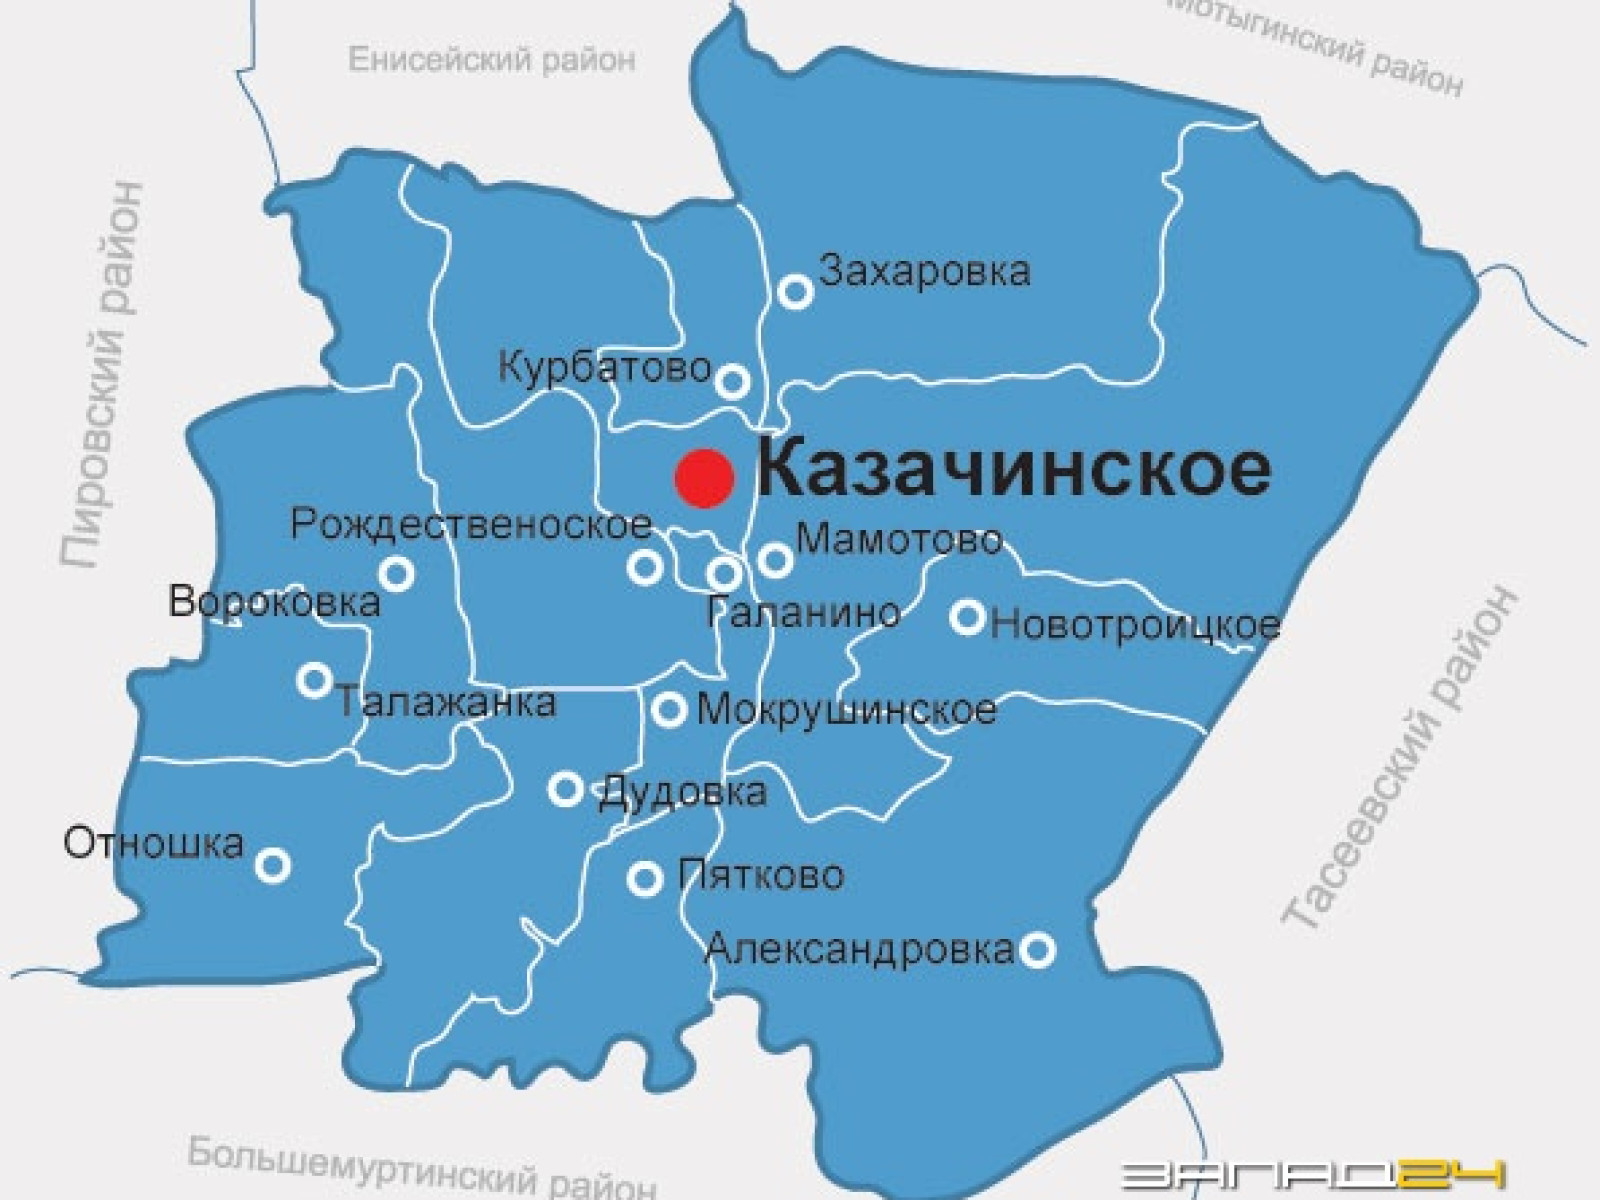 Мотыгинский район
Енисейский район
Пировский район
Захаровка
Курбатово
Казачинское
Рождественоское
Мамотово
Вороковка
Галанино
Новотроицкое
Талажанка
Мокрушинское
Дудовка
Отношка
Пятково
Александровка
Тасеевский район
Большемуртинский район
ЗАПАД24